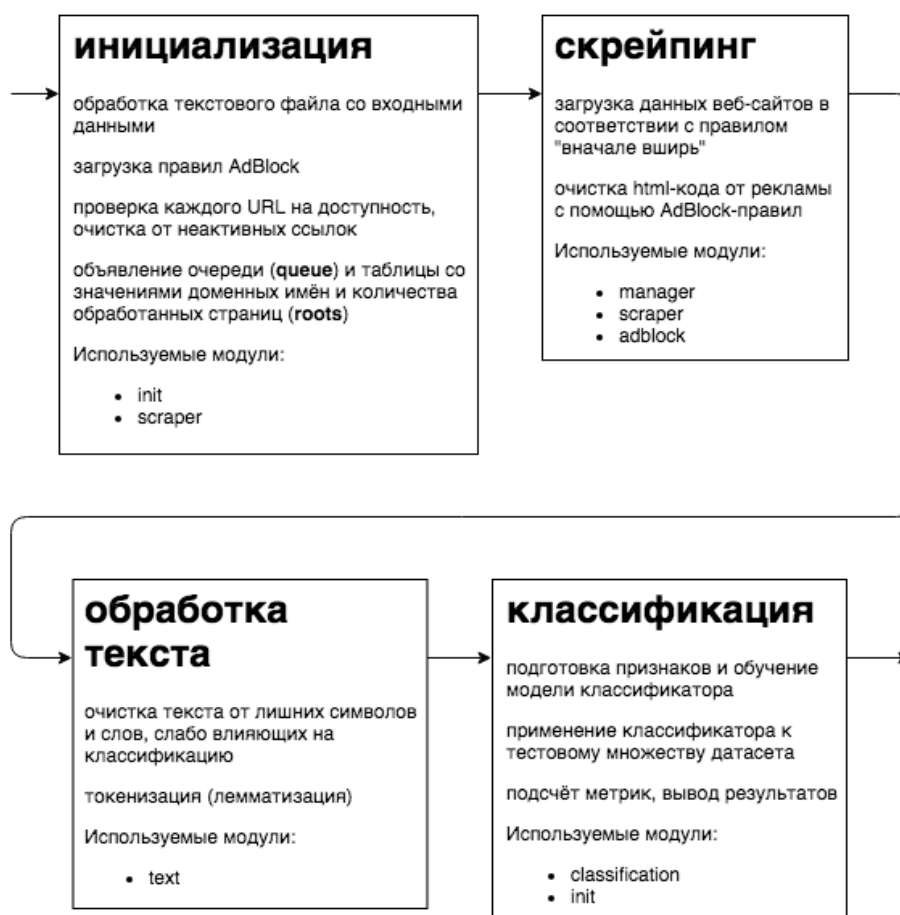 инициализация
обработка текстового файла со входными
данными
загрузка правил AdBlock
проверка каждого URL на доступность,
очистка от неактивных ссылок
объявление очереди (queue) и таблицы со
значениями доменных имён и количества
обработанных страниц (roots)
Используемые модули:
• init
• scraper
скрейпинг
загрузка данных веб-сайтов в
соответствии с правилом
"вначале вширь"
очистка html-кода от рекламы
с помощью AdBlock-правил
Используемые модули:
• manager
• scraper
• adblock
обработка
текста
очистка текста от лишних символов
и слов, слабо влияющих на
классификацию
токенизация (лемматизация)
Используемые модули:
• text
классификация
подготовка признаков и обучение
модели классификатора
применение классификатора к
тестовому множеству датасета
подсчёт метрик, вывод результатов
Используемые модули:
• classification
• init